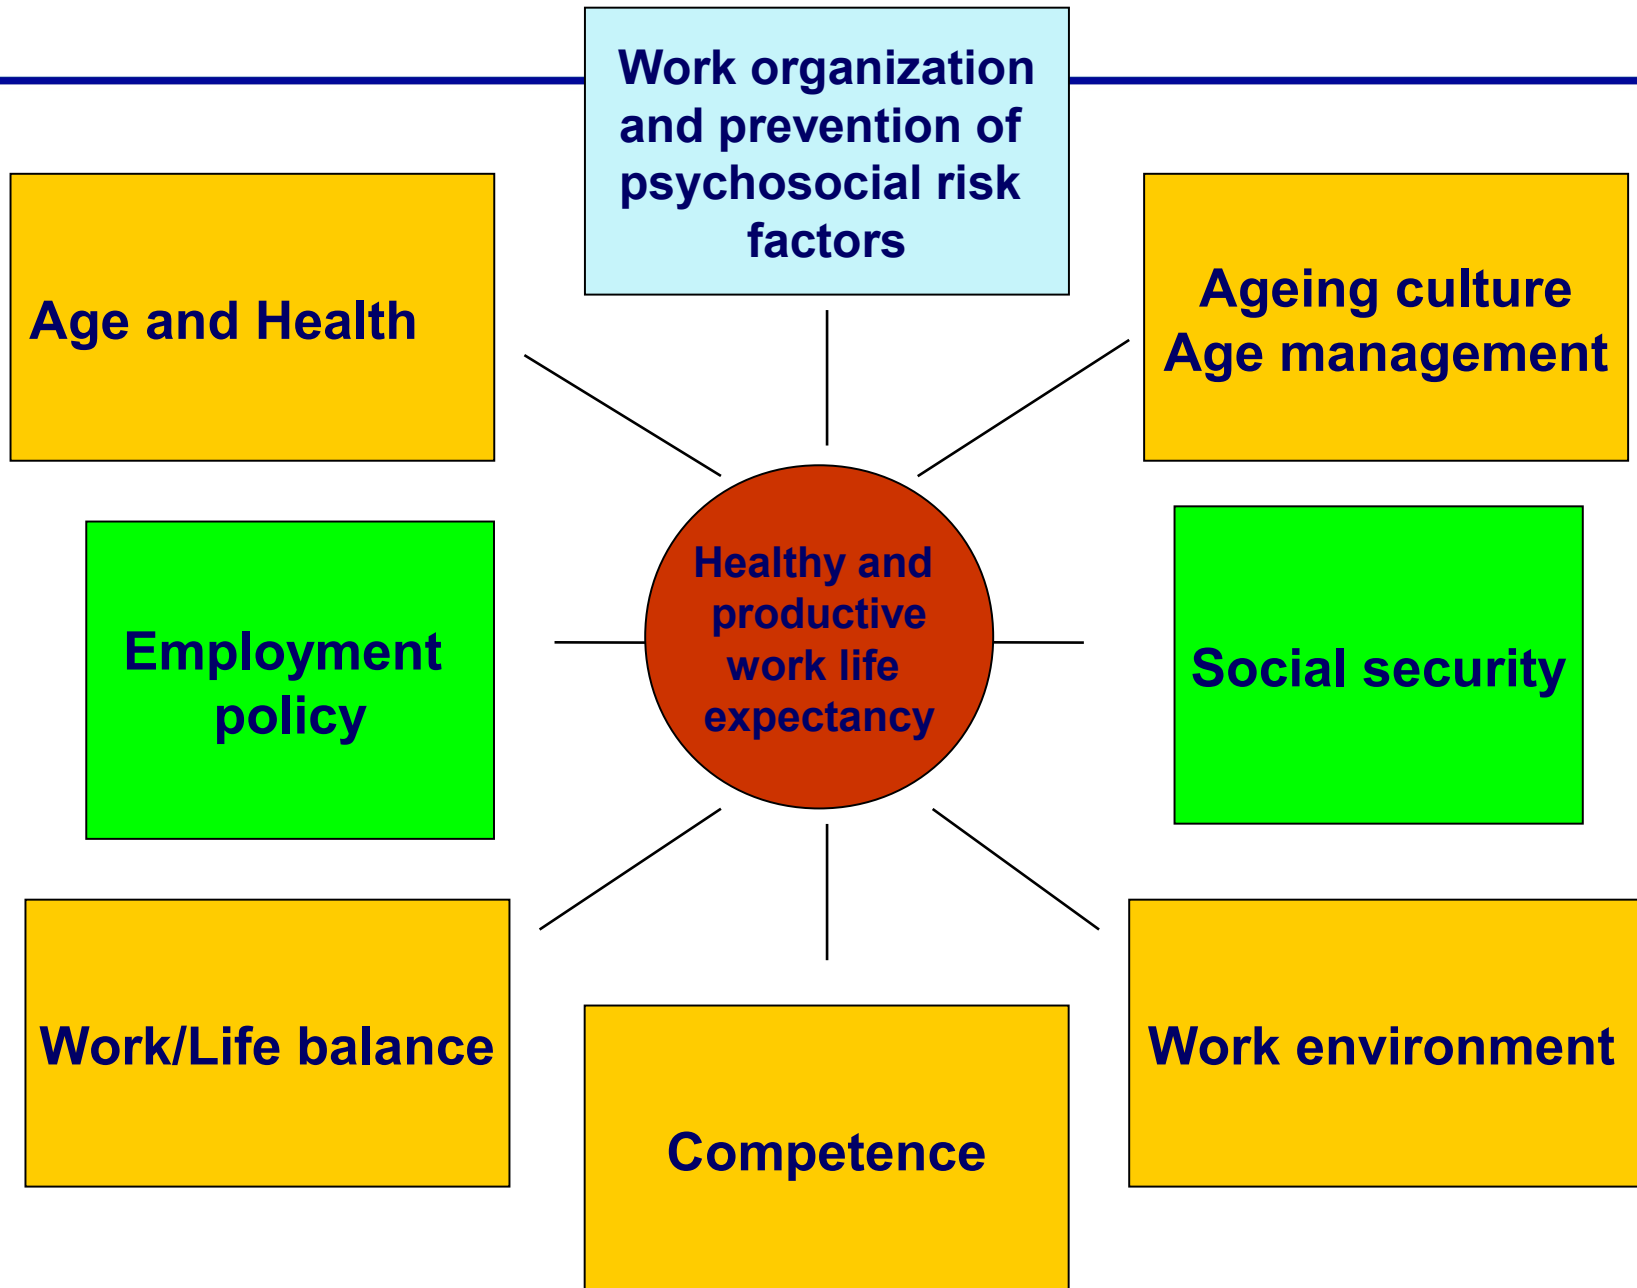 Work organization
and prevention of
psychosocial risk
factors
Age and Health
Ageing culture
Age management
Healthy and
productive
work life
expectancy
Employment
policy
Social security
Work/Life balance
Work environment
Competence